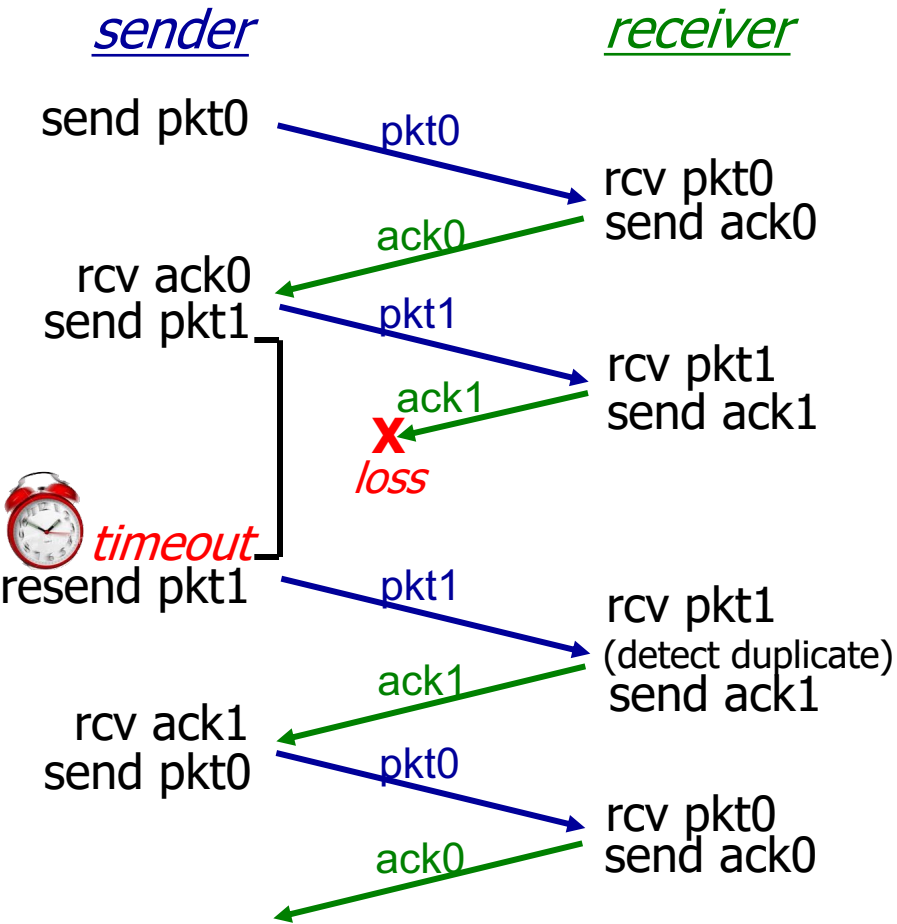 sender
receiver
send pkt0
pkt0
rcv pkt0
send ack0
ack0
rcv ack0
send pkt1
pkt1
rcv pkt1
send ack1
ack1
X
loss
timeout
resend pkt1
pkt1
rcv pkt1
(detect duplicate)
send ack1
ack1
rcv ack1
send pkt0
pkt0
rcv pkt0
send ack0
ack0